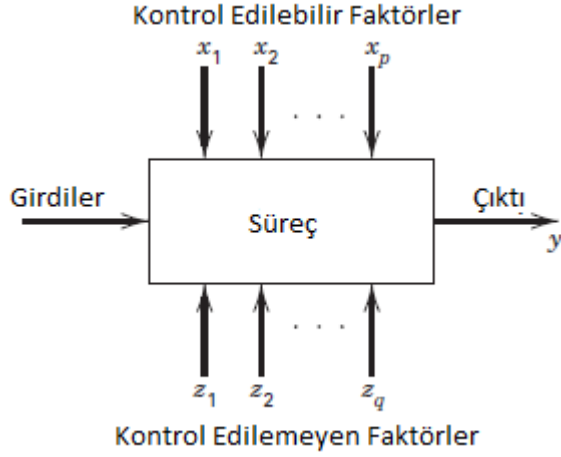 Kontrol Edilebilir Faktörler
x1 x2 xp
. . .
Girdiler
Süreç
Çıktı
y
. . .
z1 z2 zq
Kontrol Edilemeyen Faktörler